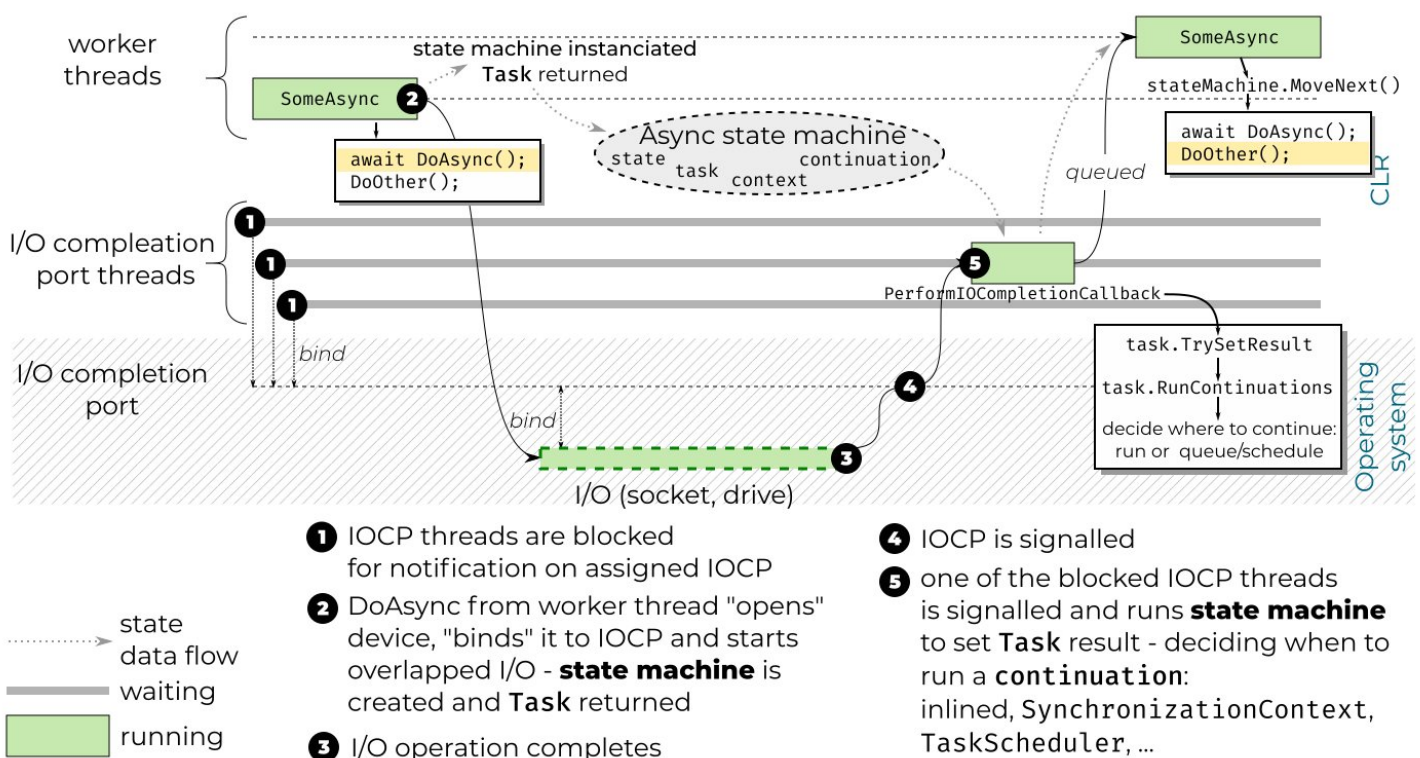 worker
threads
state machine instanciated
Task returned
SomeAsync
2
await DoAsync();
DoOther();
Async state machine
state
task
context
continuation
queued
SomeAsync
stateMachine.MoveNext()
await DoAsync();
DoOther();
CLR
I/O compleation
port threads
1
1
1
5
PerformIOCompletionCallback
bind
I/O completion
port
bind
4
3
I/O (socket, drive)
task.TrySetResult
task.RunContinuations
decide where to continue:
run or queue/schedule
Operating
system
state
data flow
waiting
running
1 IOCP threads are blocked
for notification on assigned IOCP
2 DoAsync from worker thread "opens"
device, "binds" it to IOCP and starts
overlapped I/O - state machine is
created and Task returned
3 I/O operation completes
4 IOCP is signalled
5 one of the blocked IOCP threads
is signalled and runs state machine
to set Task result - deciding when to
run a continuation:
inlined, SynchronizationContext,
TaskScheduler, ...